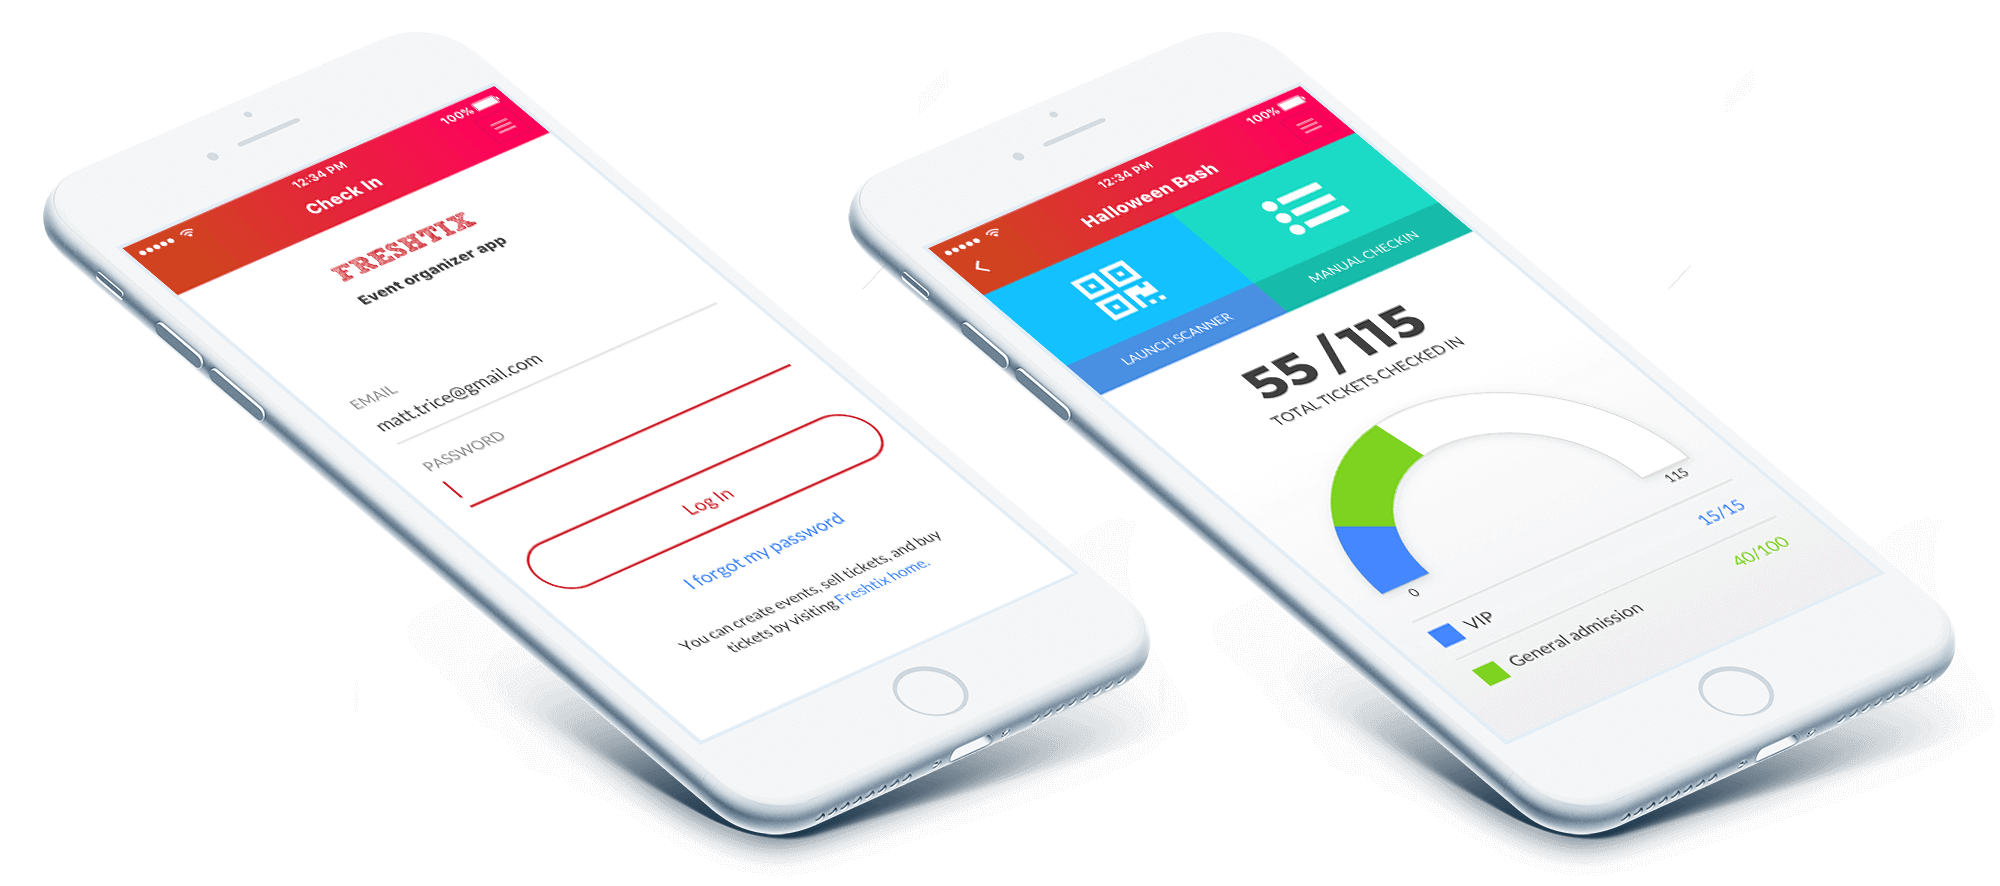 12:34 PM
100%
Check In
FRESHTIX
Event organizer app
EMAIL
matt.trice@gmail.com
PASSWORD
Log In
I forgot my password
You can create events, sell tickets, and buy
tickets by visiting Freshtix home.
12:34 PM
100%
Halloween Bash
LAUNCH SCANNER
MANUAL CHECKIN
55 / 115
TOTAL TICKETS CHECKED IN
0
115
VIP
15/15
General admission
40/100